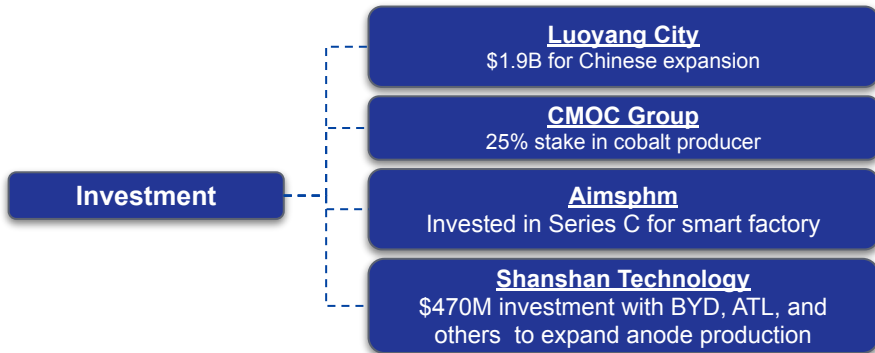 Luoyang City
$1.9B for Chinese expansion
CMOC Group
25% stake in cobalt producer
Investment
Aimsphm
Invested in Series C for smart factory
Shanshan Technology
$470M investment with BYD, ATL, and
others to expand anode production